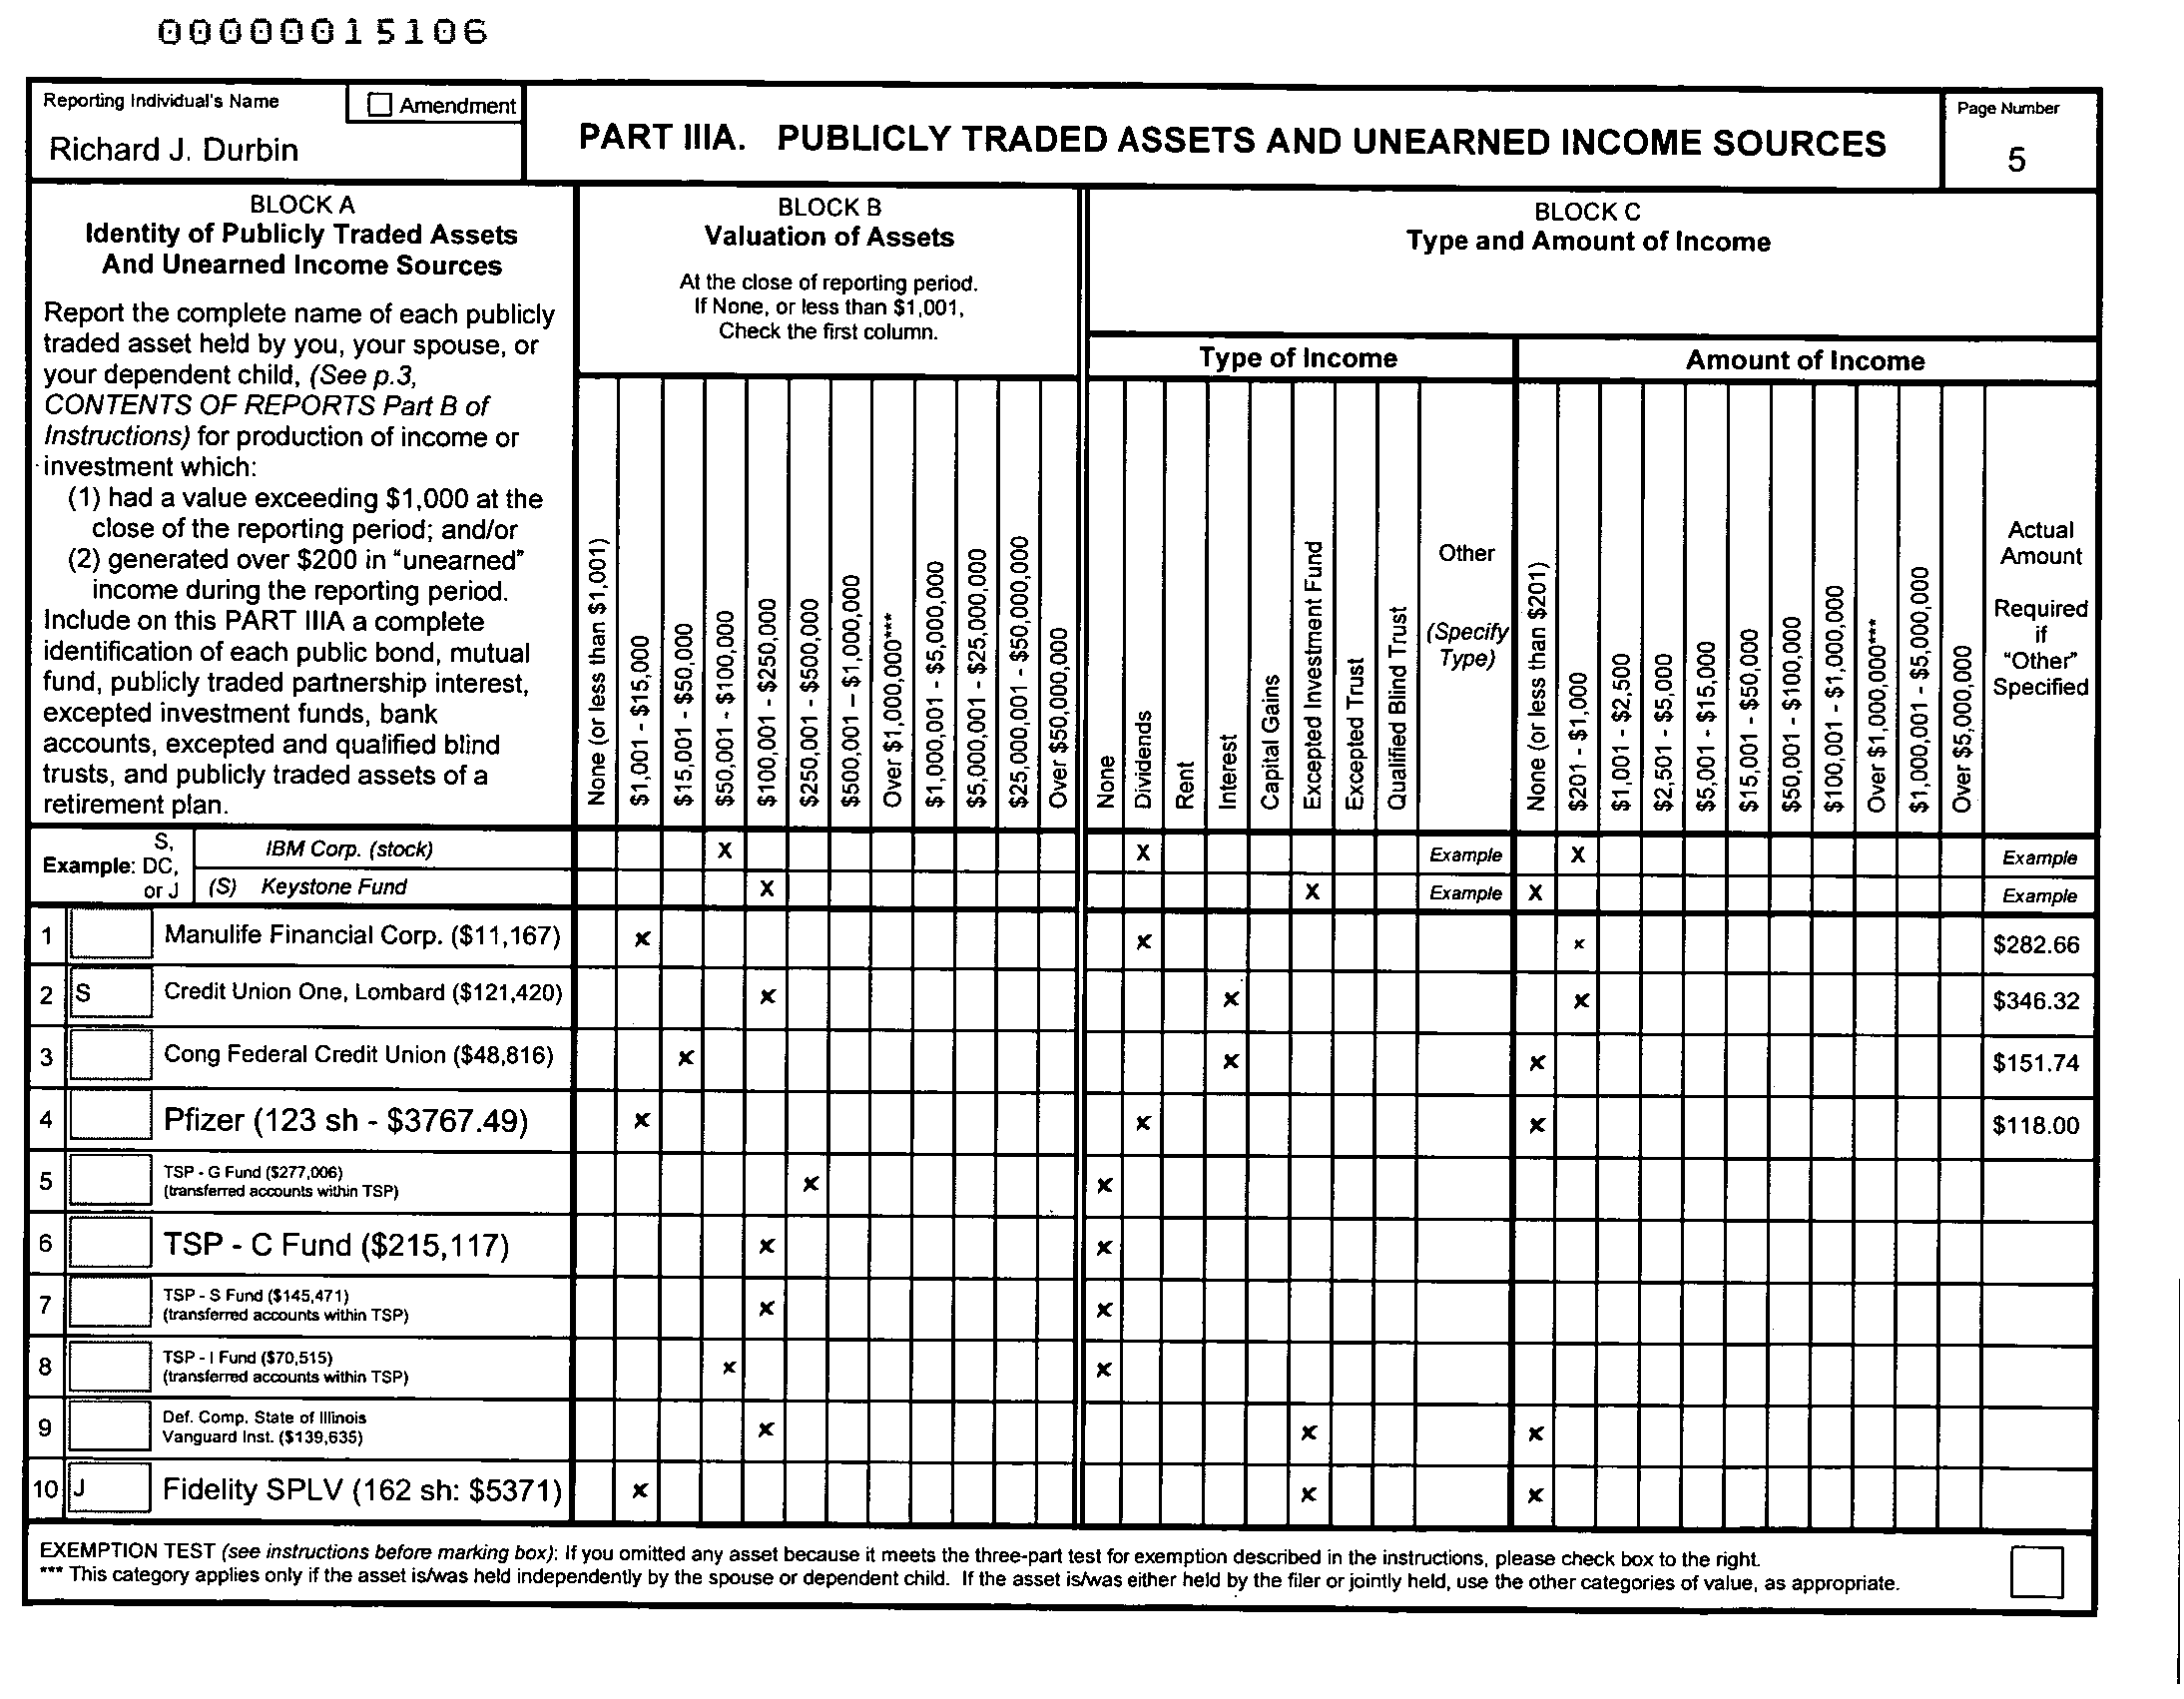 00000015106
Reporting Individual's Name
Amendment
Richard J. Durbin
PART IIIA. PUBLICLY TRADED ASSETS AND UNEARNED INCOME SOURCES
Page Number
5
BLOCK A
Identity of Publicly Traded Assets
And Unearned Income Sources
Report the complete name of each publicly
traded asset held by you, your spouse, or
your dependent child, (See p.3,
CONTENTS OF REPORTS Part B of
Instructions) for production of income or
investment which:
(1) had a value exceeding $1,000 at the
close of the reporting period; and/or
(2) generated over $200 in "unearned"
income during the reporting period.
Include on this PART IIIA a complete
identification of each public bond, mutual
fund, publicly traded partnership interest,
excepted investment funds, bank
accounts, excepted and qualified blind
trusts, and publicly traded assets of a
retirement plan.
BLOCK B
Valuation of Assets
At the close of reporting period.
If None, or less than $1,001,
Check the first column.
None (or less than $1,001)
$1,001 - $15,000
$15,001 - $50,000
$50,001 - $100,000
$100,001 - $250,000
$250,001 - $500,000
$500,001 – $1,000,000
Over $1,000,000***
$1,000,001 - $5,000,000
$5,000,001 - $25,000,000
$25,000,001 - $50,000,000
Over $50,000,000
BLOCK C
Type and Amount of Income
Type of Income
None
Dividends
Rent
Interest
Capital Gains
Excepted Investment Fund
Excepted Trust
Qualified Blind Trust
Other
(Specify
Type)
Amount of Income
None (or less than $201)
$201 - $1,000
$1,001 - $2,500
$2,501 - $5,000
$5,001 - $15,000
$15,001 - $50,000
$50,001 - $100,000
$100,001 - $1,000,000
Over $1,000,000***
$1,000,001 - $5,000,000
Over $5,000,000
Actual
Amount
Required
if
"Other"
Specified
Example: S, DC, or J
IBM Corp. (stock) X X Example X Example
(S) Keystone Fund X X Example X Example
1 Manulife Financial Corp. ($11,167) x x x $282.66
2 S Credit Union One, Lombard ($121,420) x x x $346.32
3 Cong Federal Credit Union ($48,816) x x x $151.74
4 Pfizer (123 sh - $3767.49) x x x $118.00
5 TSP - G Fund ($277,006)
(transferred accounts within TSP) x x
6 TSP - C Fund ($215,117) x x
7 TSP - S Fund ($145,471)
(transferred accounts within TSP) x x
8 TSP - I Fund ($70,515)
(transferred accounts within TSP) x x
9 Def. Comp. State of Illinois
Vanguard Inst. ($139,635) x x x
10 J Fidelity SPLV (162 sh: $5371) x x x
EXEMPTION TEST (see instructions before marking box): If you omitted any asset because it meets the three-part test for exemption described in the instructions, please check box to the right.
*** This category applies only if the asset is/was held independently by the spouse or dependent child. If the asset is/was either held by the filer or jointly held, use the other categories of value, as appropriate.